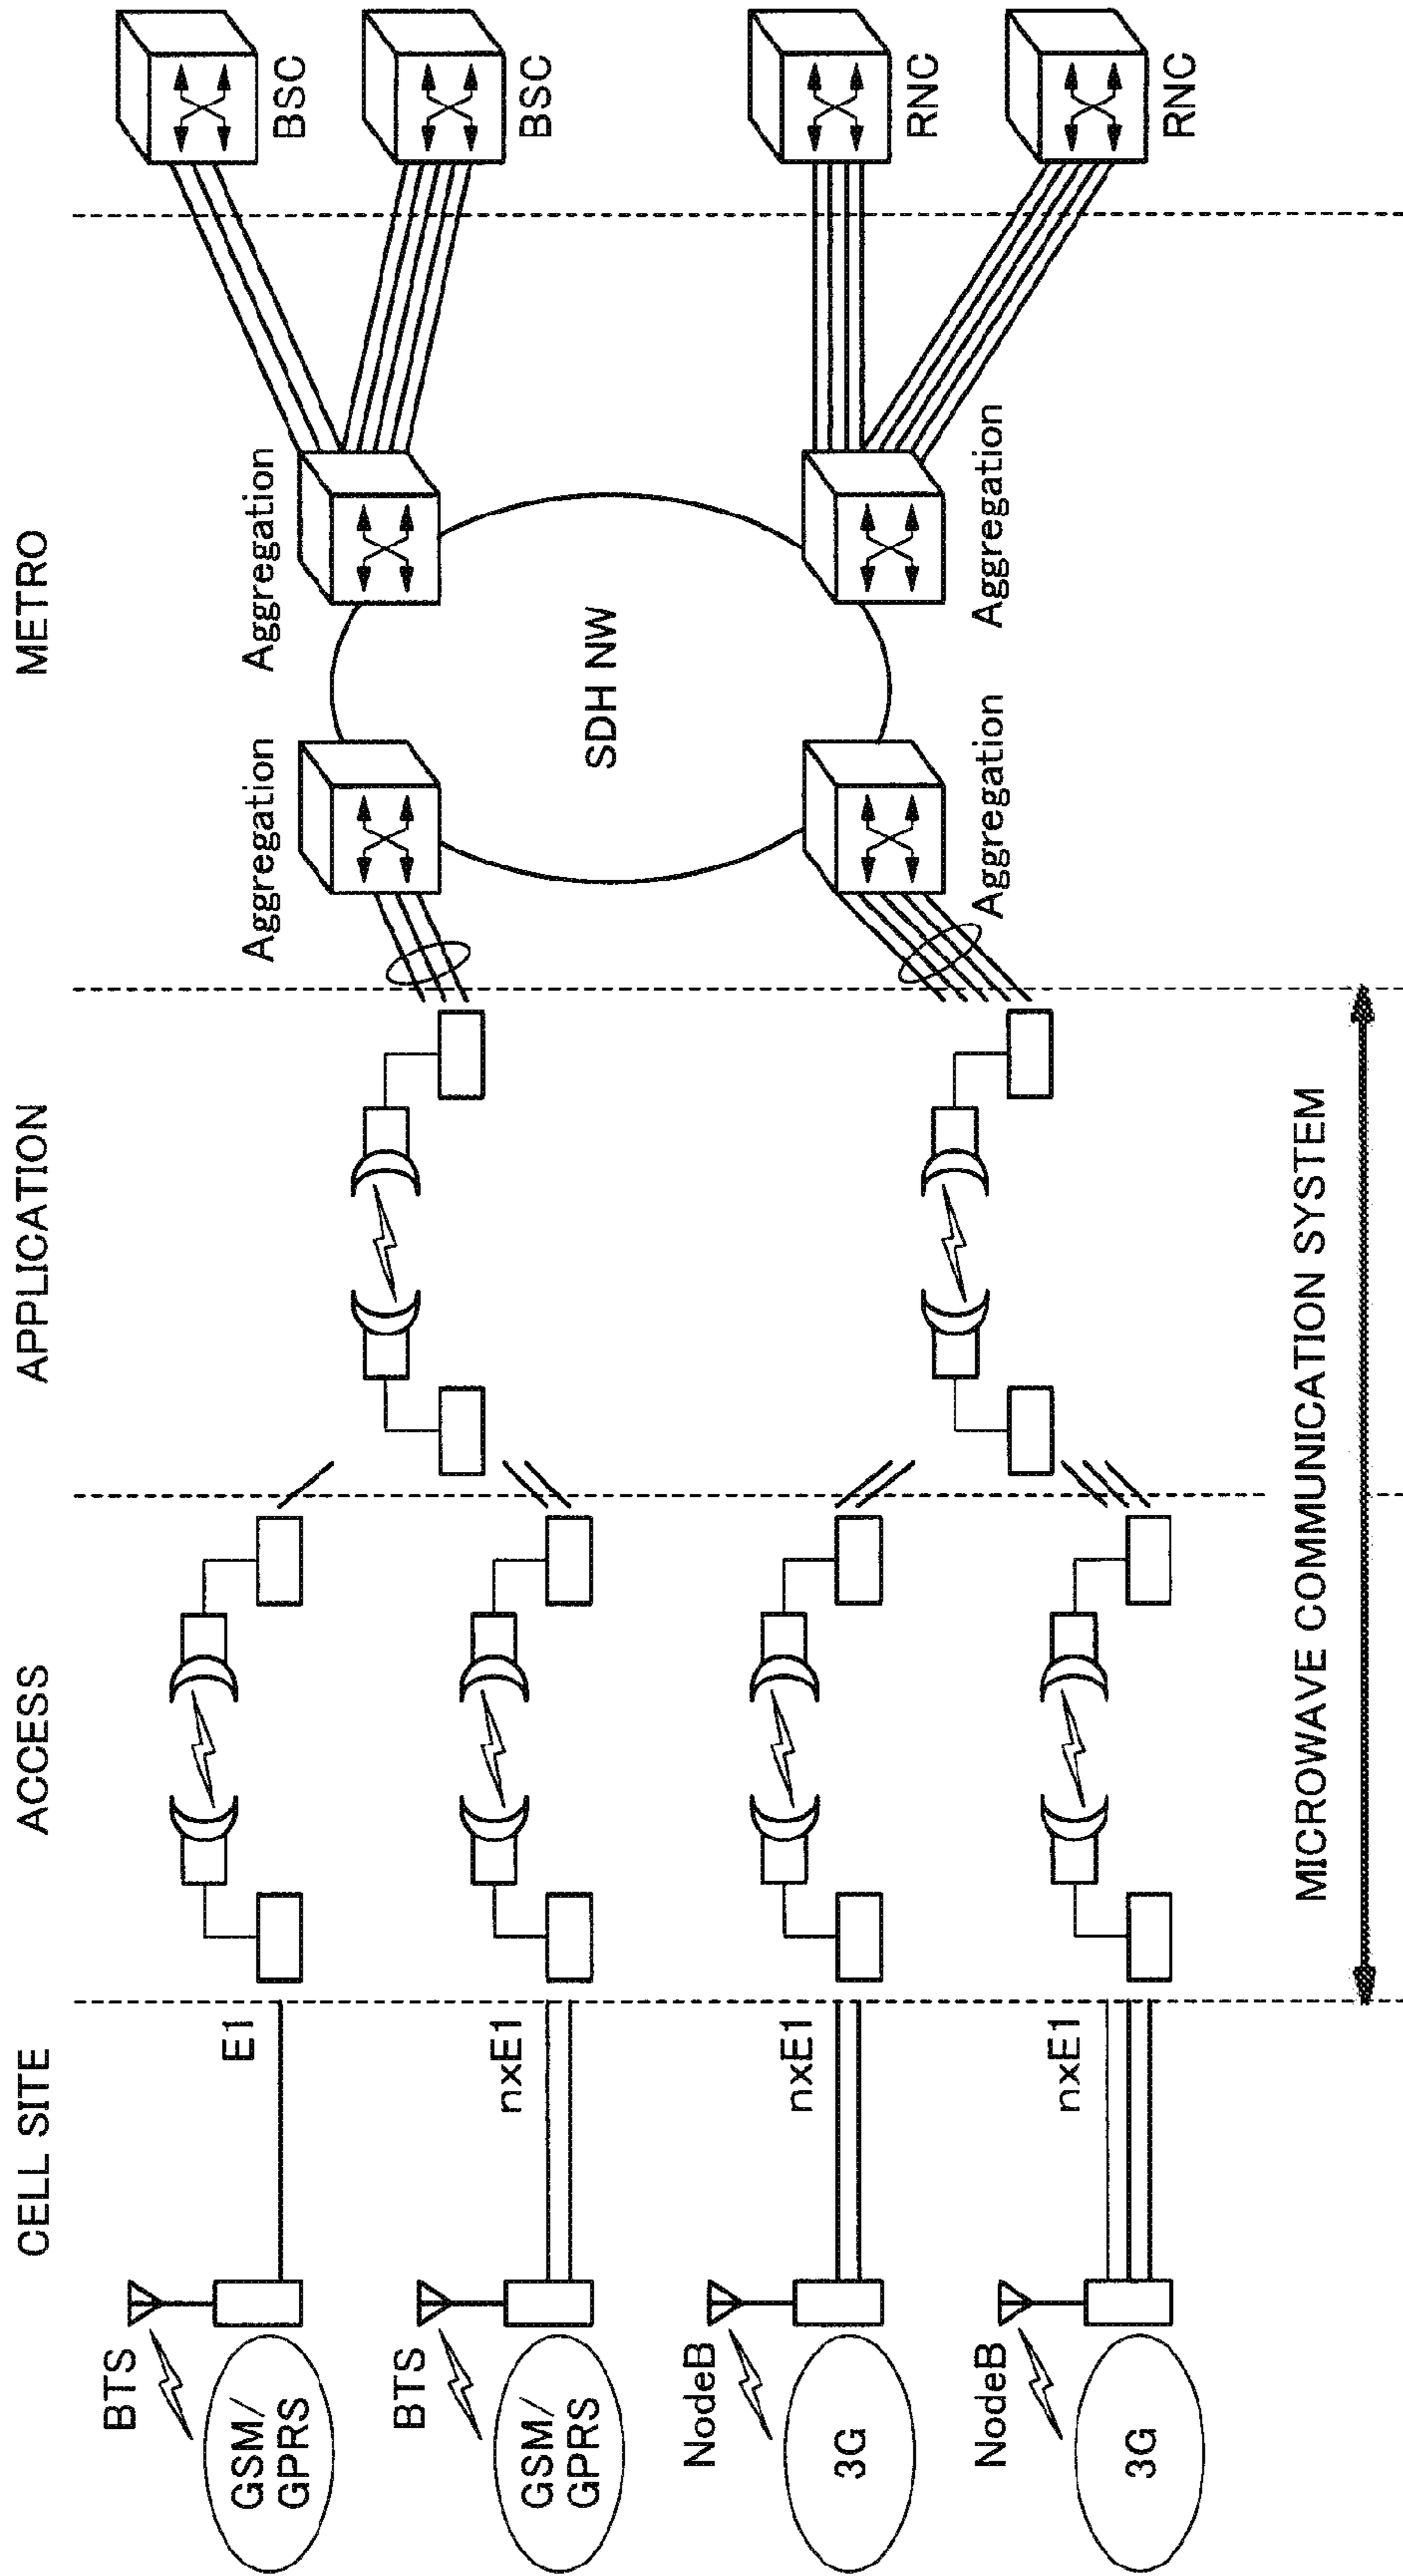 CELL SITE
ACCESS
APPLICATION
METRO
BTS
GSM/
GPRS
E1
BTS
GSM/
GPRS
nxE1
NodeB
3G
nxE1
NodeB
3G
nxE1
Aggregation
Aggregation
SDH NW
Aggregation
Aggregation
BSC
BSC
RNC
RNC
MICROWAVE COMMUNICATION SYSTEM